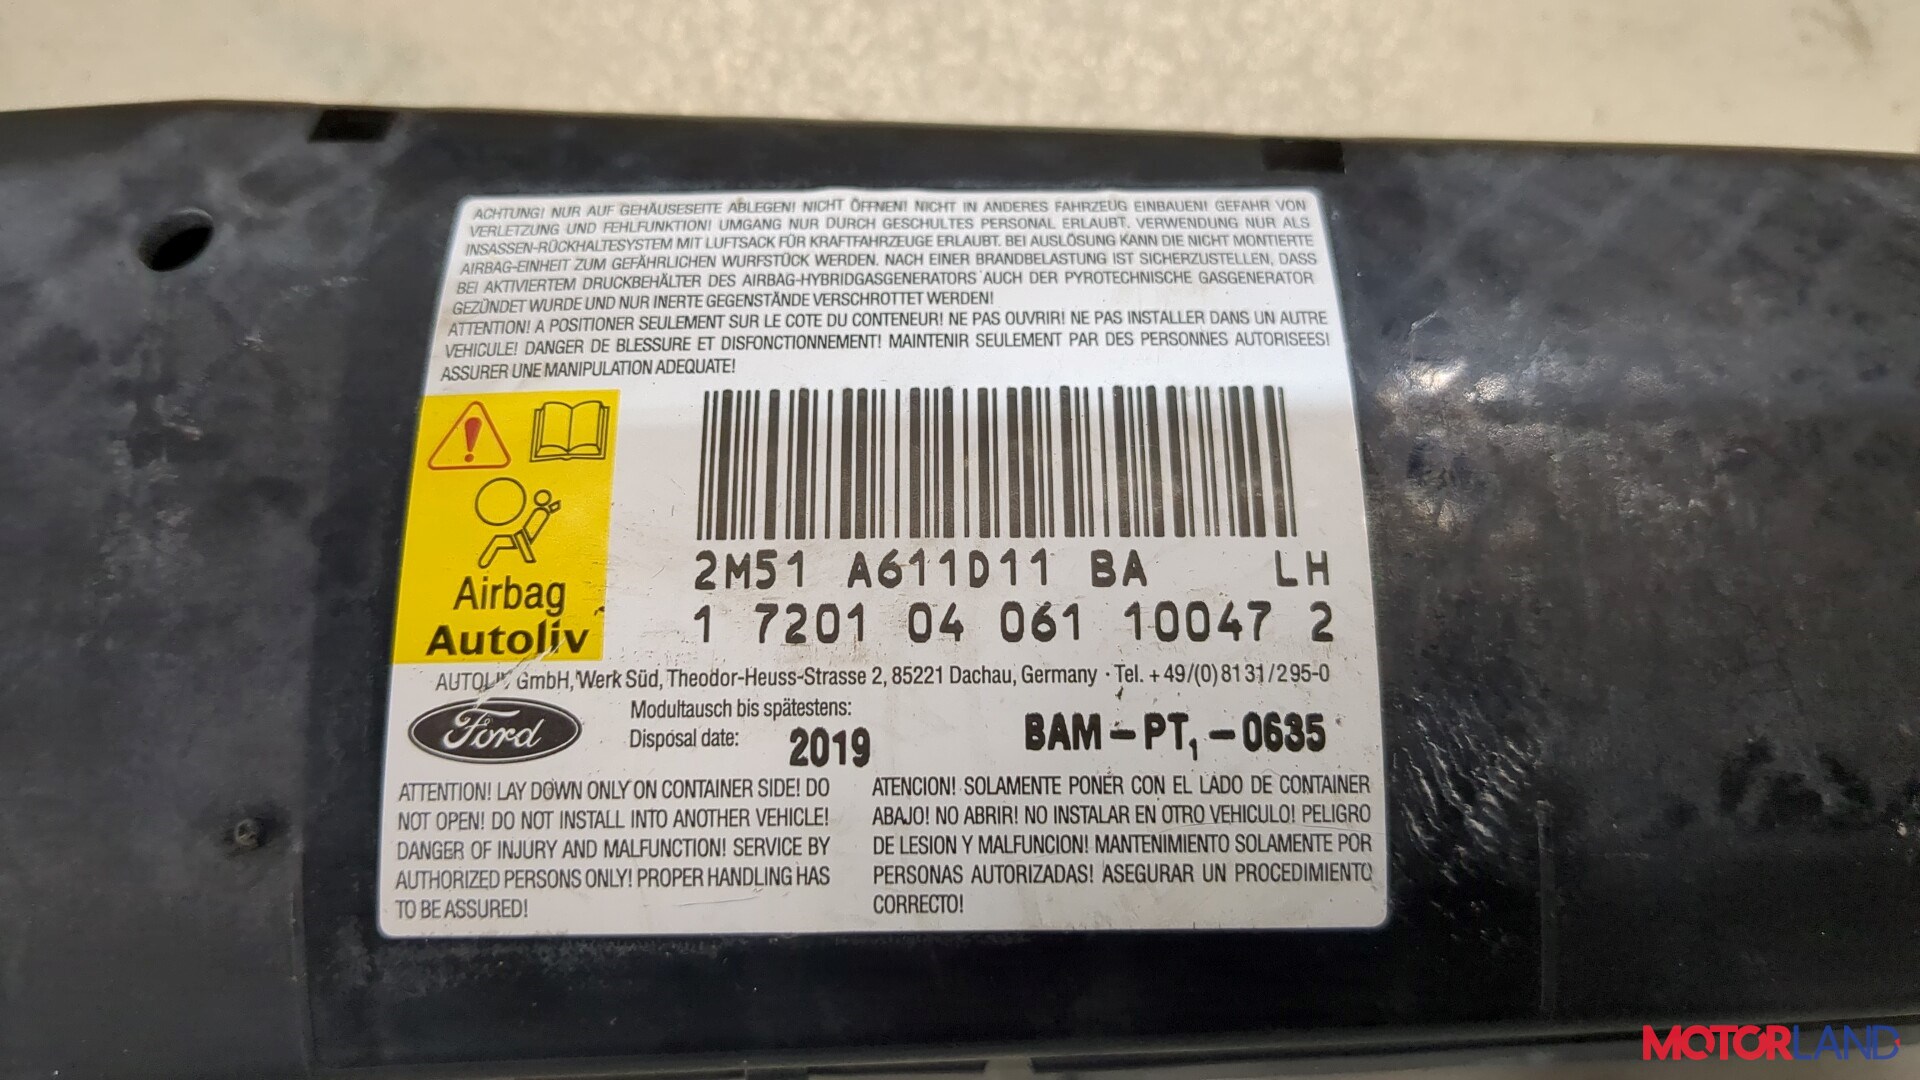 ACHTUNG! NUR AUF GEHÄUSESEITE ABLEGEN! NICHT ÖFFNEN! NICHT IN ANDERES FAHRZEUG EINBAUEN! GEFAHR VON
VERLETZUNG UND FEHLFUNKTION! UMGANG NUR DURCH GESCHULTES PERSONAL ERLAUBT. VERWENDUNG NUR ALS
INSASSEN-RÜCKHALTESYSTEM MIT LUFTSACK FÜR KRAFTFAHRZEUGE ERLAUBT. BEI AUSLÖSUNG KANN DIE NICHT MONTIERTE
AIRBAG-EINHEIT ZUM GEFÄHRLICHEN WURFSTÜCK WERDEN. NACH EINER BRANDBELASTUNG IST SICHERZUSTELLEN, DASS
BEI AKTIVIERTEM DRUCKBEHÄLTER DES AIRBAG-HYBRIDGASGENERATORS AUCH DER PYROTECHNISCHE GASGENERATOR
GEZÜNDET WURDE UND NUR INERTE GEGENSTÄNDE VERSCHROTTET WERDEN!
ATTENTION! A POSITIONER SEULEMENT SUR LE COTE DU CONTENEUR! NE PAS OUVRIR! NE PAS INSTALLER DANS UN AUTRE
VEHICULE! DANGER DE BLESSURE ET DISFONCTIONNEMENT! MAINTENIR SEULEMENT PAR DES PERSONNES AUTORISEES!
ASSURER UNE MANIPULATION ADEQUATE!
Airbag
Autoliv
2M51 A611D11 BA LH
1 7201 04 061 10047 2
AUTOLIV GmbH, Werk Süd, Theodor-Heuss-Strasse 2, 85221 Dachau, Germany · Tel. +49/(0)8131/295-0
Ford
Modultausch bis spätestens:
Disposal date: 2019
BAM-PT,-0635
ATTENTION! LAY DOWN ONLY ON CONTAINER SIDE! DO
NOT OPEN! DO NOT INSTALL INTO ANOTHER VEHICLE!
DANGER OF INJURY AND MALFUNCTION! SERVICE BY
AUTHORIZED PERSONS ONLY! PROPER HANDLING HAS
TO BE ASSURED!
ATENCION! SOLAMENTE PONER CON EL LADO DE CONTAINER
ABAJO! NO ABRIR! NO INSTALAR EN OTRO VEHICULO! PELIGRO
DE LESION Y MALFUNCION! MANTENIMIENTO SOLAMENTE POR
PERSONAS AUTORIZADAS! ASEGURAR UN PROCEDIMIENTO
CORRECTO!
MOTORLAND